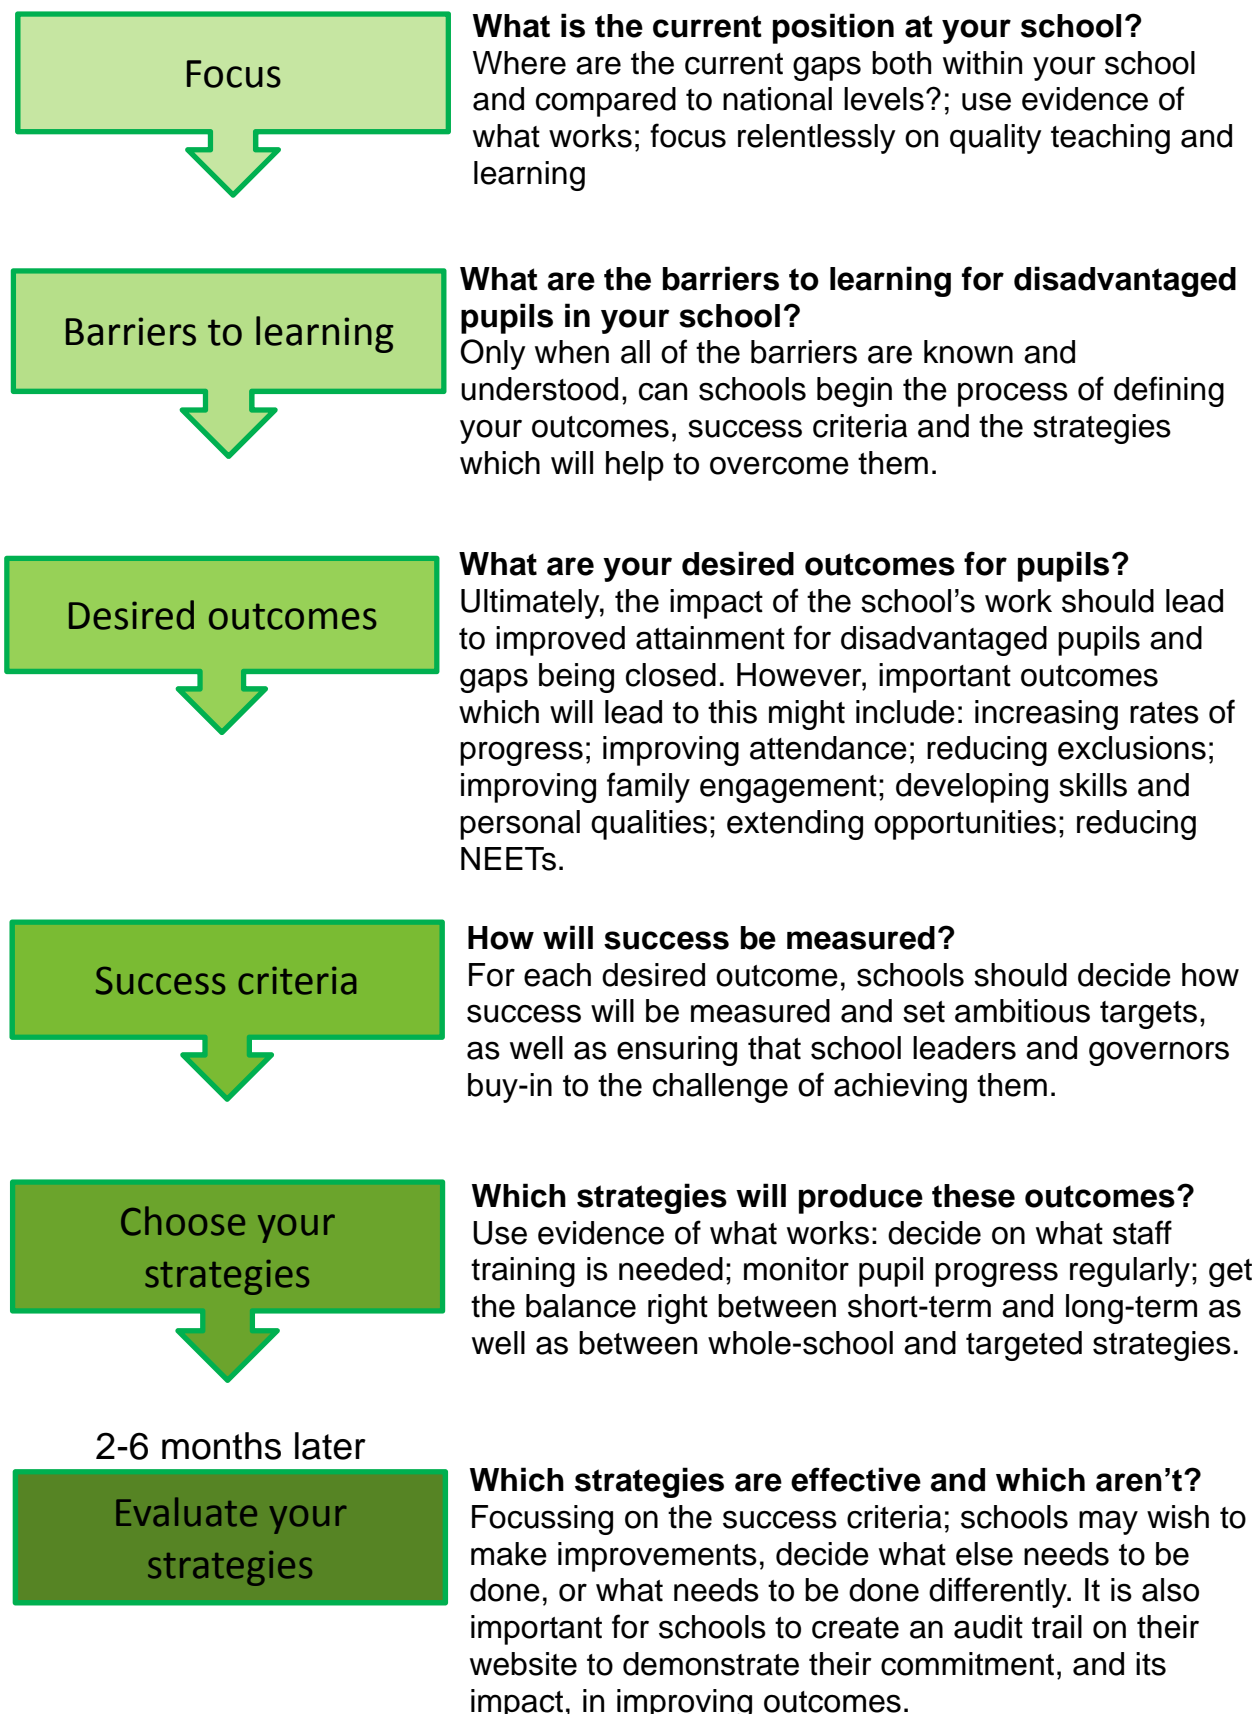 Focus
What is the current position at your school?
Where are the current gaps both within your school
and compared to national levels?; use evidence of
what works; focus relentlessly on quality teaching and
learning
Barriers to learning
What are the barriers to learning for disadvantaged
pupils in your school?
Only when all of the barriers are known and
understood, can schools begin the process of defining
your outcomes, success criteria and the strategies
which will help to overcome them.
Desired outcomes
What are your desired outcomes for pupils?
Ultimately, the impact of the school’s work should lead
to improved attainment for disadvantaged pupils and
gaps being closed. However, important outcomes
which will lead to this might include: increasing rates of
progress; improving attendance; reducing exclusions;
improving family engagement; developing skills and
personal qualities; extending opportunities; reducing
NEETs.
Success criteria
How will success be measured?
For each desired outcome, schools should decide how
success will be measured and set ambitious targets,
as well as ensuring that school leaders and governors
buy-in to the challenge of achieving them.
Choose your
strategies
Which strategies will produce these outcomes?
Use evidence of what works: decide on what staff
training is needed; monitor pupil progress regularly; get
the balance right between short-term and long-term as
well as between whole-school and targeted strategies.
2-6 months later
Evaluate your
strategies
Which strategies are effective and which aren’t?
Focussing on the success criteria; schools may wish to
make improvements, decide what else needs to be
done, or what needs to be done differently. It is also
important for schools to create an audit trail on their
website to demonstrate their commitment, and its
impact, in improving outcomes.